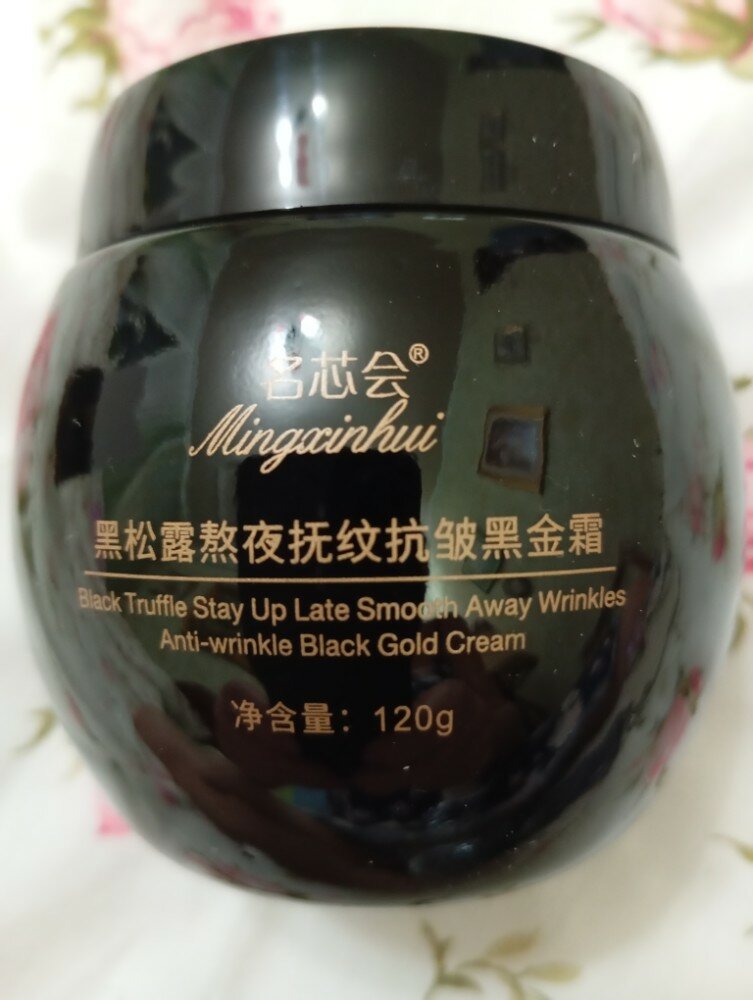 名芯会®
Mingxinhui
黑松露熬夜抚纹抗皱黑金霜
Black Truffle Stay Up Late Smooth Away Wrinkles
Anti-wrinkle Black Gold Cream
净含量：120g